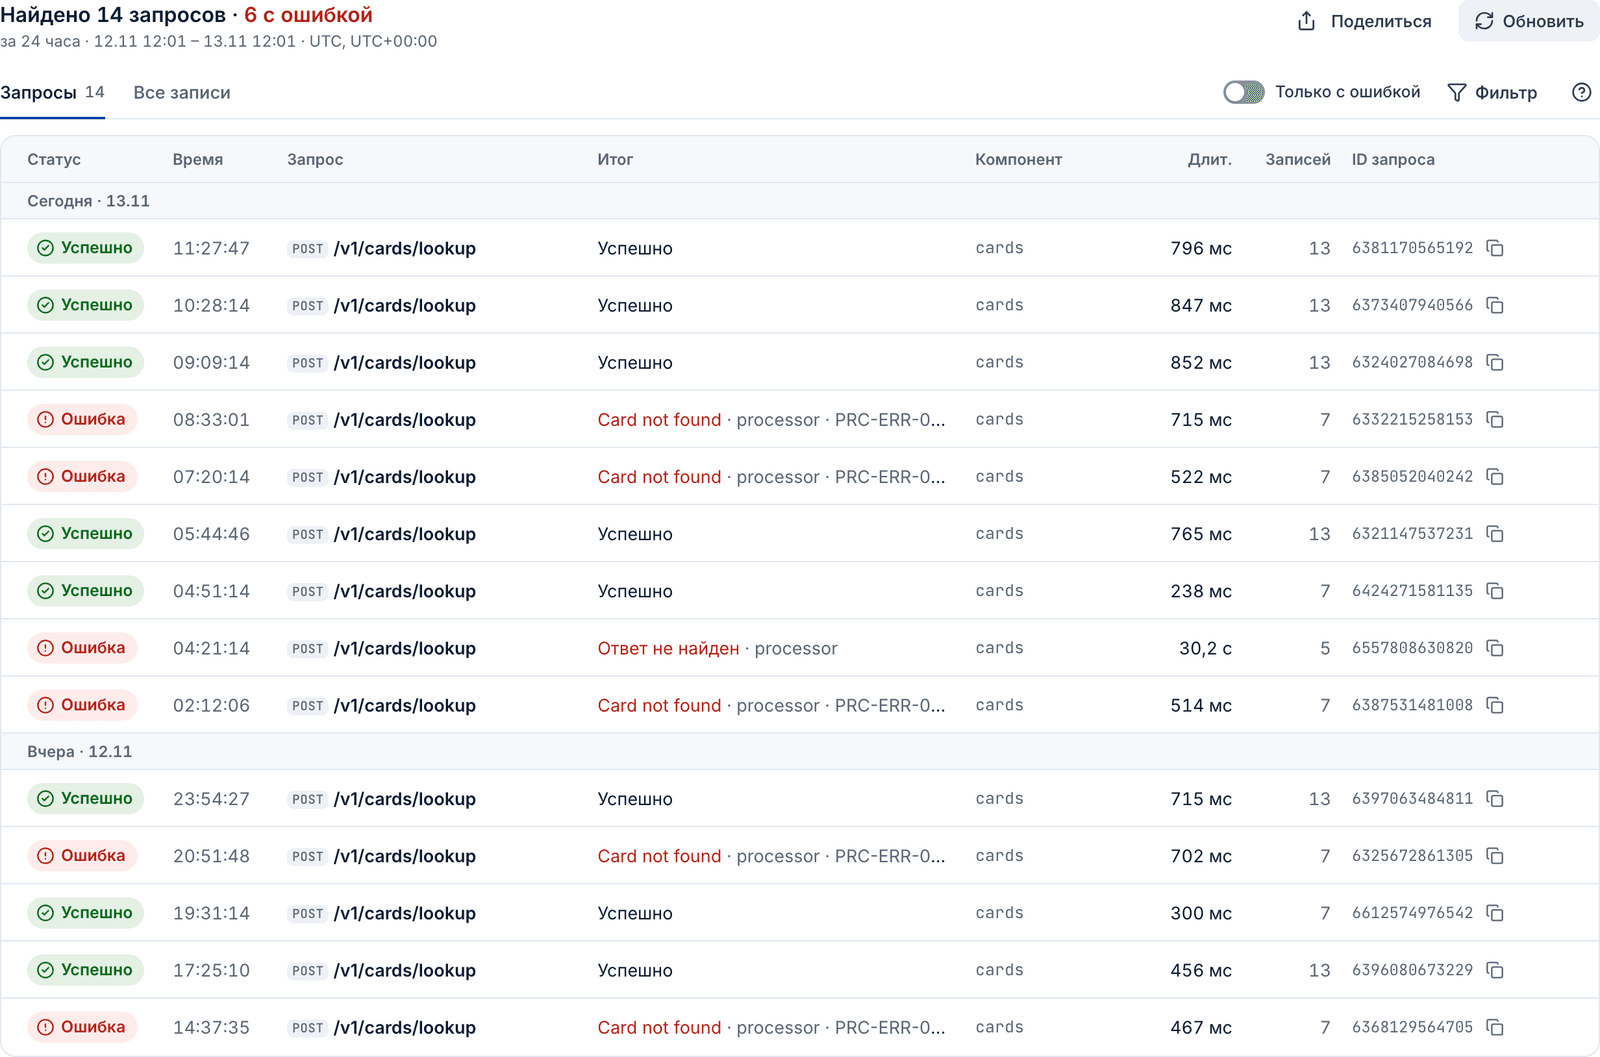 Найдено 14 запросов · 6 с ошибкой
Поделиться
Обновить
за 24 часа · 12.11 12:01 – 13.11 12:01 · UTC, UTC+00:00
Запросы 14 Все записи
Только с ошибкой
Фильтр
?
Статус Время Запрос Итог Компонент Длит. Записей ID запроса
Сегодня · 13.11
Успешно 11:27:47 POST /v1/cards/lookup Успешно cards 796 мс 13 6381170565192
Успешно 10:28:14 POST /v1/cards/lookup Успешно cards 847 мс 13 6373407940566
Успешно 09:09:14 POST /v1/cards/lookup Успешно cards 852 мс 13 6324027084698
Ошибка 08:33:01 POST /v1/cards/lookup Card not found · processor · PRC-ERR-0... cards 715 мс 7 6332215258153
Ошибка 07:20:14 POST /v1/cards/lookup Card not found · processor · PRC-ERR-0... cards 522 мс 7 6385052040242
Успешно 05:44:46 POST /v1/cards/lookup Успешно cards 765 мс 13 6321147537231
Успешно 04:51:14 POST /v1/cards/lookup Успешно cards 238 мс 7 6424271581135
Ошибка 04:21:14 POST /v1/cards/lookup Ответ не найден · processor cards 30,2 с 5 6557808630820
Ошибка 02:12:06 POST /v1/cards/lookup Card not found · processor · PRC-ERR-0... cards 514 мс 7 6387531481008
Вчера · 12.11
Успешно 23:54:27 POST /v1/cards/lookup Успешно cards 715 мс 13 6397063484811
Ошибка 20:51:48 POST /v1/cards/lookup Card not found · processor · PRC-ERR-0... cards 702 мс 7 6325672861305
Успешно 19:31:14 POST /v1/cards/lookup Успешно cards 300 мс 7 6612574976542
Успешно 17:25:10 POST /v1/cards/lookup Успешно cards 456 мс 13 6396080673229
Ошибка 14:37:35 POST /v1/cards/lookup Card not found · processor · PRC-ERR-0... cards 467 мс 7 6368129564705